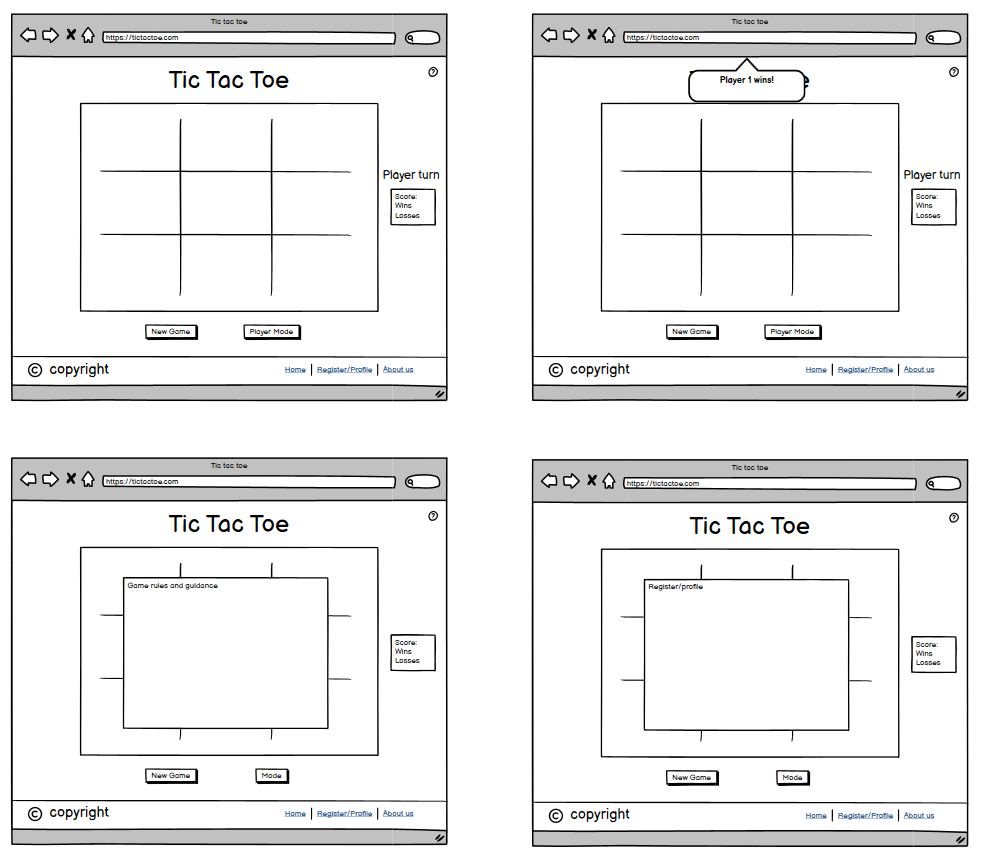 Tic tac toe
https://tictactoe.com
Tic Tac Toe
?
Player turn
Score:
Wins
Losses
New Game
Player Mode
© copyright
Home | Register/Profile | About us
Tic tac toe
https://tictactoe.com
Player 1 wins!
e
?
Player turn
Score:
Wins
Losses
New Game
Player Mode
© copyright
Home | Register/Profile | About us
Tic tac toe
https://tictactoe.com
Tic Tac Toe
?
Game rules and guidance
Score:
Wins
Losses
New Game
Mode
© copyright
Home | Register/Profile | About us
Tic tac toe
https://tictactoe.com
Tic Tac Toe
?
Register/profile
Score:
Wins
Losses
New Game
Mode
© copyright
Home | Register/Profile | About us